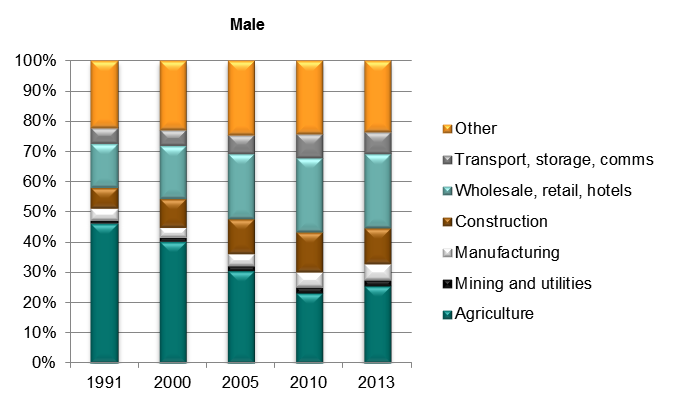 Male
100%
90%
80%
70%
60%
50%
40%
30%
20%
10%
0%
1991 2000 2005 2010 2013
Other
Transport, storage, comms
Wholesale, retail, hotels
Construction
Manufacturing
Mining and utilities
Agriculture